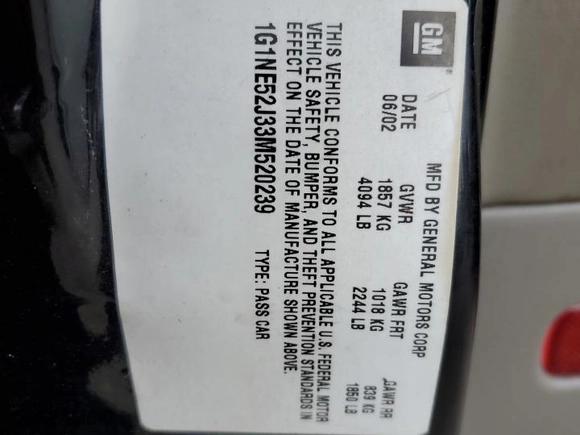 GM®
MFD BY GENERAL MOTORS CORP
DATE GVWR GAWR FRT GAWR RR
06/02 1857 KG 1018 KG 839 KG
4094 LB 2244 LB 1850 LB
THIS VEHICLE CONFORMS TO ALL APPLICABLE U.S. FEDERAL MOTOR
VEHICLE SAFETY, BUMPER, AND THEFT PREVENTION STANDARDS IN
EFFECT ON THE DATE OF MANUFACTURE SHOWN ABOVE.
1G1NE52J33M520239 TYPE: PASS CAR